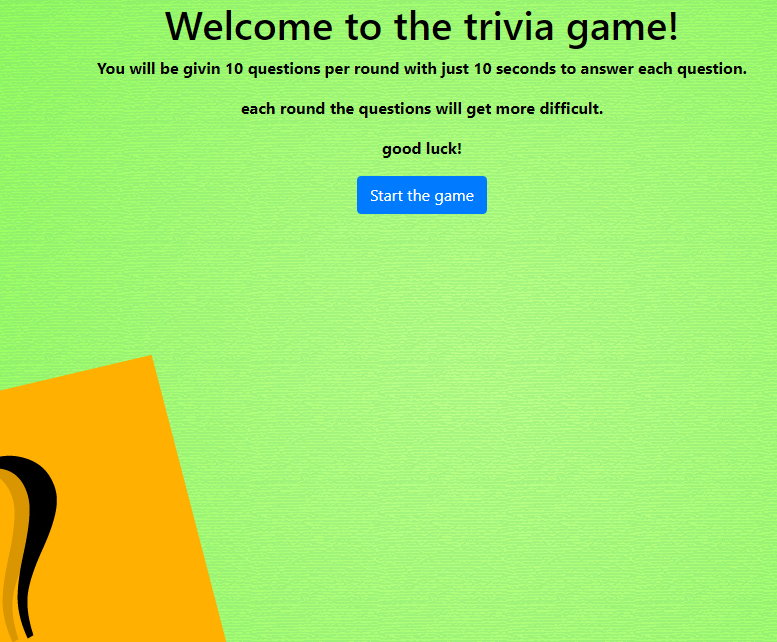 Welcome to the trivia game!
You will be givin 10 questions per round with just 10 seconds to answer each question.
each round the questions will get more difficult.
good luck!
Start the game